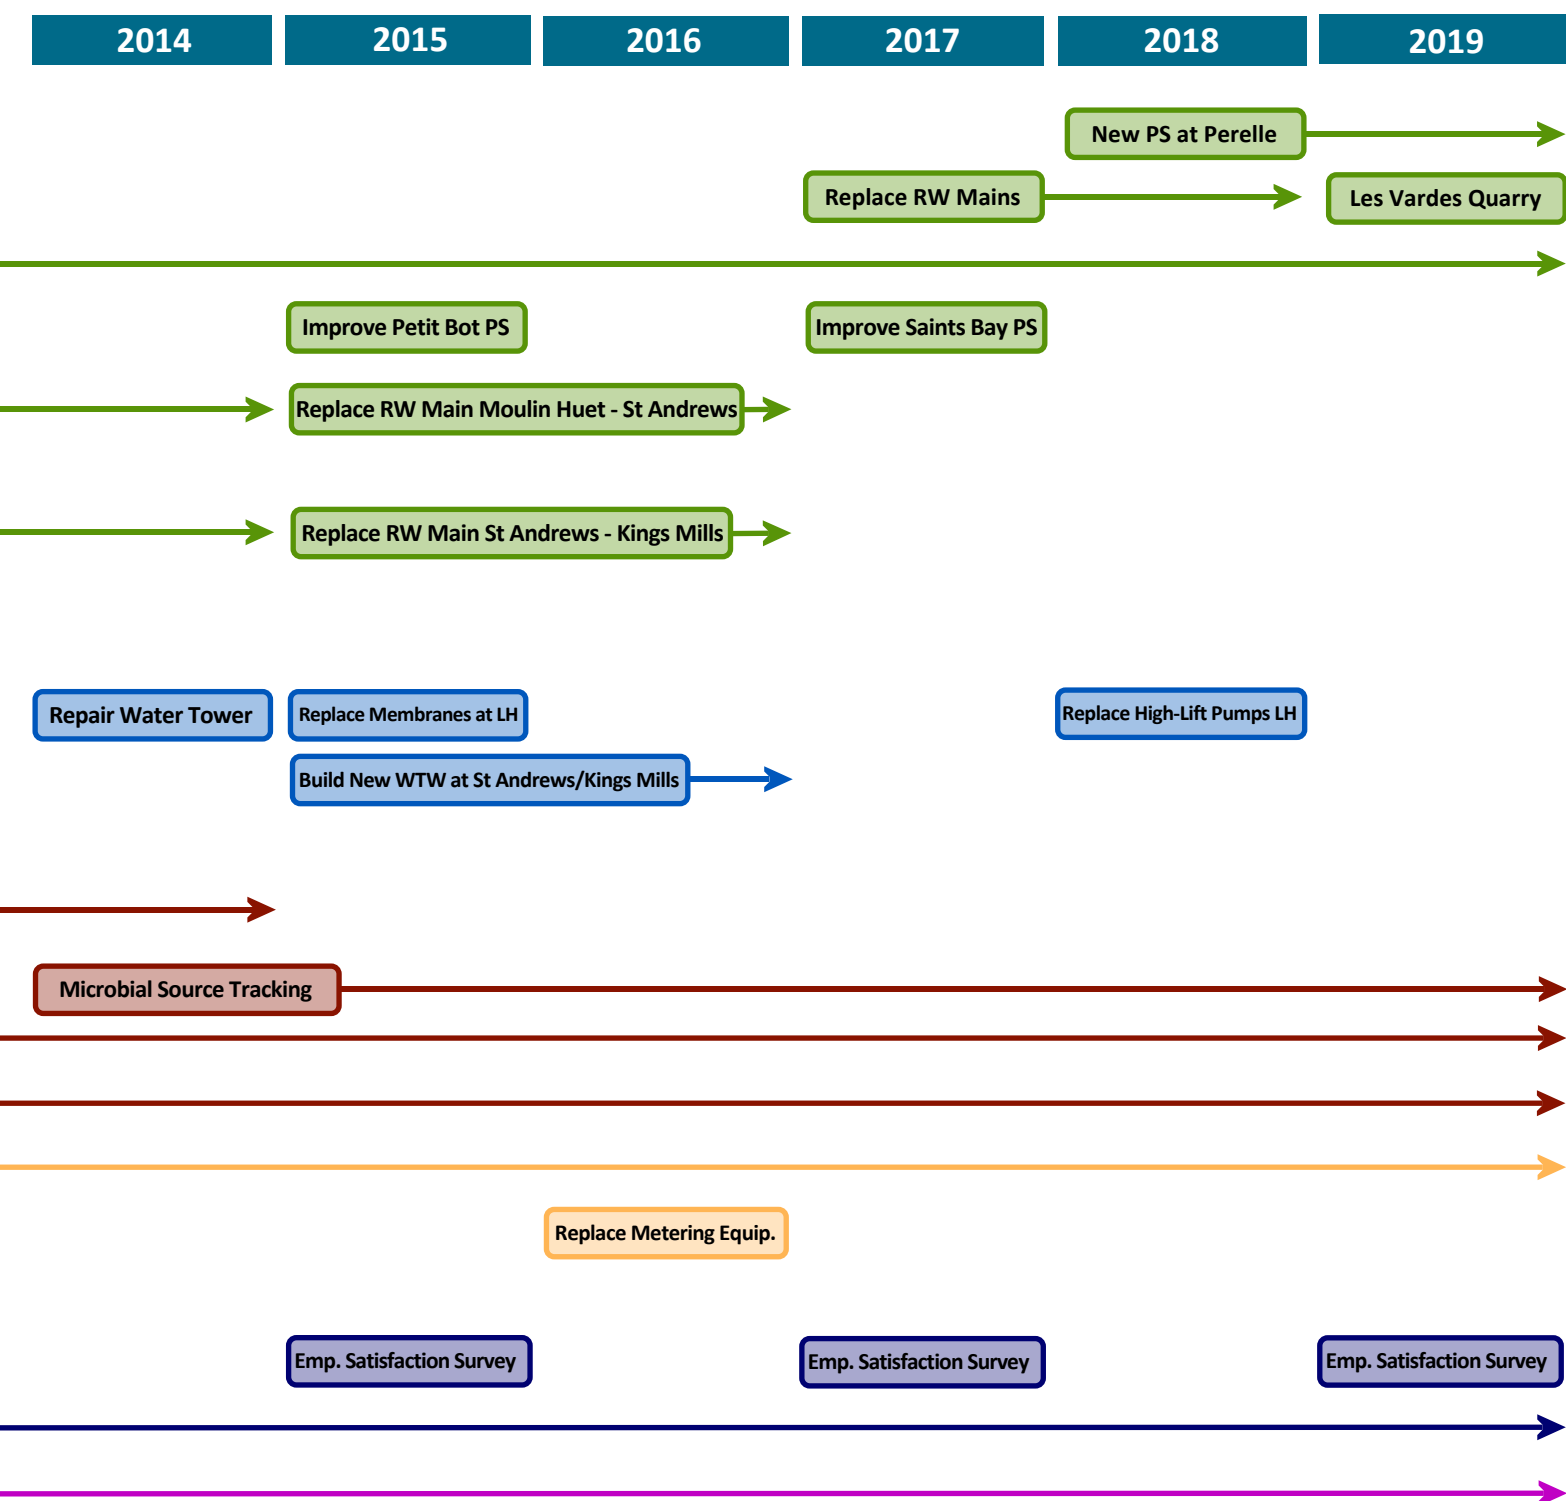 2014 2015 2016 2017 2018 2019
New PS at Perelle
Replace RW Mains Les Vardes Quarry
Improve Petit Bot PS Improve Saints Bay PS
Replace RW Main Moulin Huet - St Andrews
Replace RW Main St Andrews - Kings Mills
Repair Water Tower Replace Membranes at LH Replace High-Lift Pumps LH
Build New WTW at St Andrews/Kings Mills
Microbial Source Tracking
Replace Metering Equip.
Emp. Satisfaction Survey Emp. Satisfaction Survey Emp. Satisfaction Survey